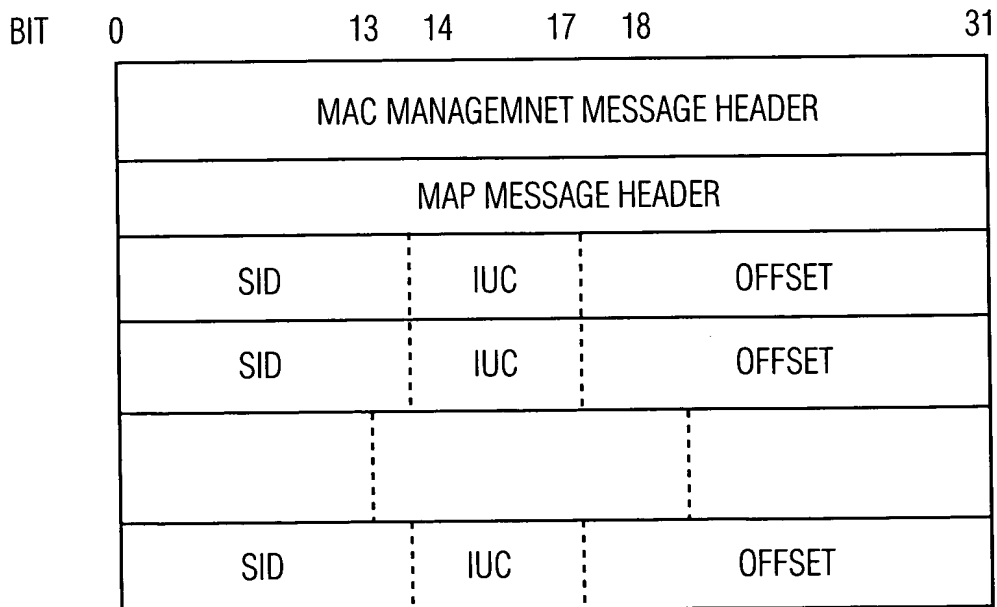 BIT 0 13 14 17 18 31
MAC MANAGEMNET MESSAGE HEADER
MAP MESSAGE HEADER
SID IUC OFFSET
SID IUC OFFSET
SID IUC OFFSET